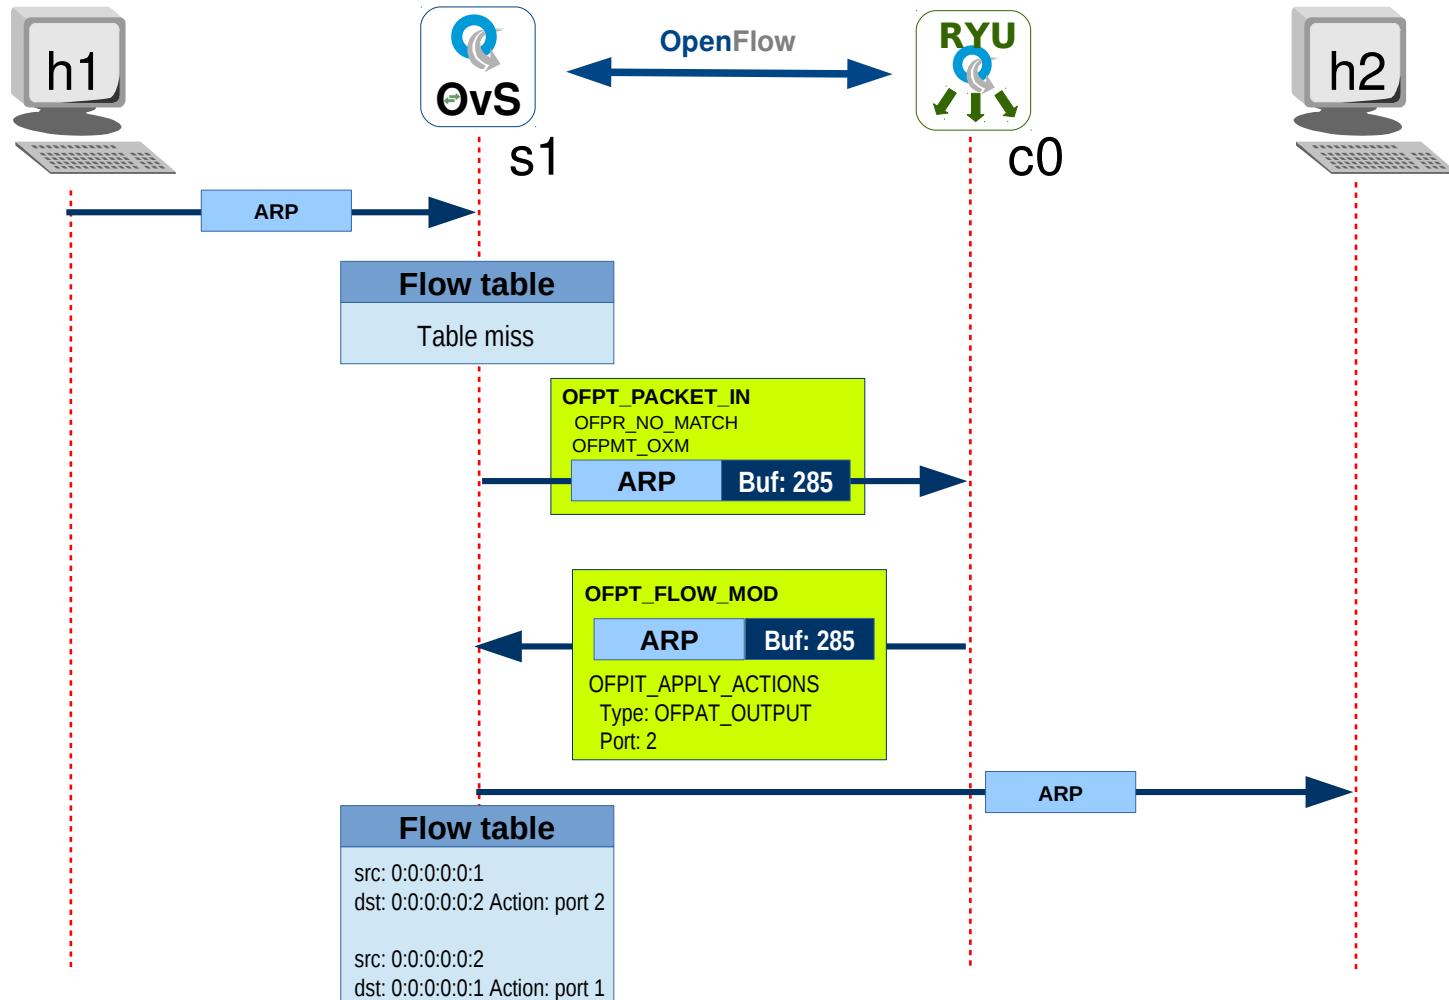 h1
OvS
s1
OpenFlow
RYU
c0
h2
ARP
Flow table
Table miss
OFPT_PACKET_IN
OFPR_NO_MATCH
OFPMT_OXM
ARP
Buf: 285
OFPT_FLOW_MOD
ARP
Buf: 285
OFPIT_APPLY_ACTIONS
Type: OFPAT_OUTPUT
Port: 2
ARP
Flow table
src: 0:0:0:0:0:1
dst: 0:0:0:0:0:2 Action: port 2
src: 0:0:0:0:0:2
dst: 0:0:0:0:0:1 Action: port 1